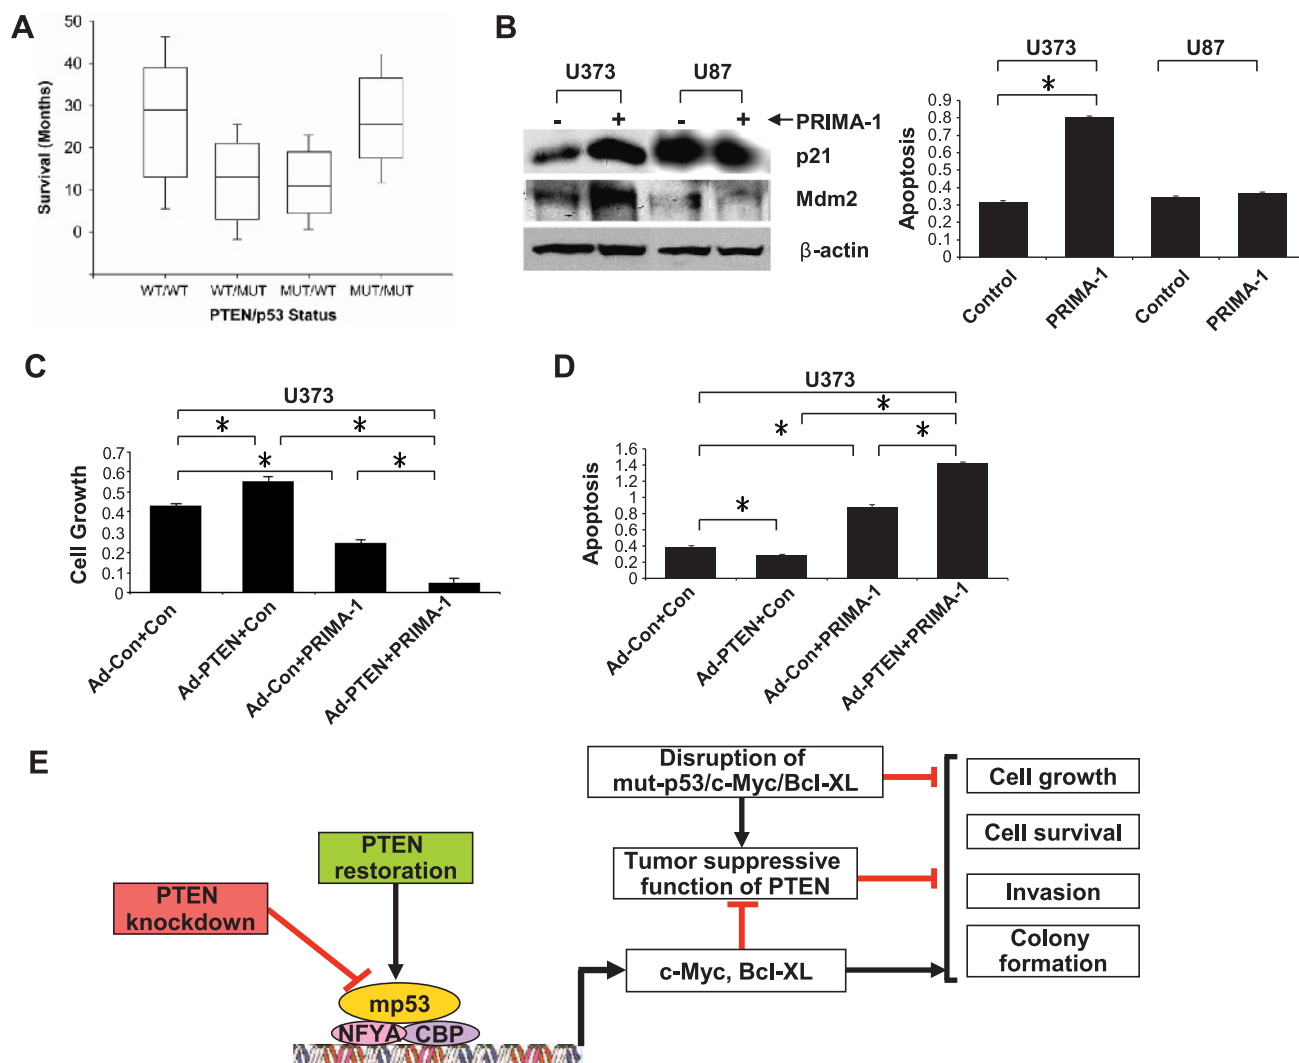 A
50
40
30
20
10
0
Survival (Months)
WT/WT
WT/MUT
MUT/WT
MUT/MUT
PTEN/p53 Status
B
U373
U87
-
+
-
+
PRIMA-1
p21
Mdm2
β-actin
U373
U87
*
0.9
0.8
0.7
0.6
0.5
0.4
0.3
0.2
0.1
0
Apoptosis
Control
PRIMA-1
Control
PRIMA-1
C
U373
*
*
*
*
0.7
0.6
0.5
0.4
0.3
0.2
0.1
0
Cell Growth
Ad-Con+Con
Ad-PTEN+Con
Ad-Con+PRIMA-1
Ad-PTEN+PRIMA-1
D
U373
*
*
*
*
1.6
1.4
1.2
1
0.8
0.6
0.4
0.2
0
Apoptosis
Ad-Con+Con
Ad-PTEN+Con
Ad-Con+PRIMA-1
Ad-PTEN+PRIMA-1
E
PTEN
knockdown
PTEN
restoration
mp53
NFYA
CBP
Disruption of
mut-p53/c-Myc/Bcl-XL
Tumor suppressive
function of PTEN
c-Myc, Bcl-XL
Cell growth
Cell survival
Invasion
Colony
formation